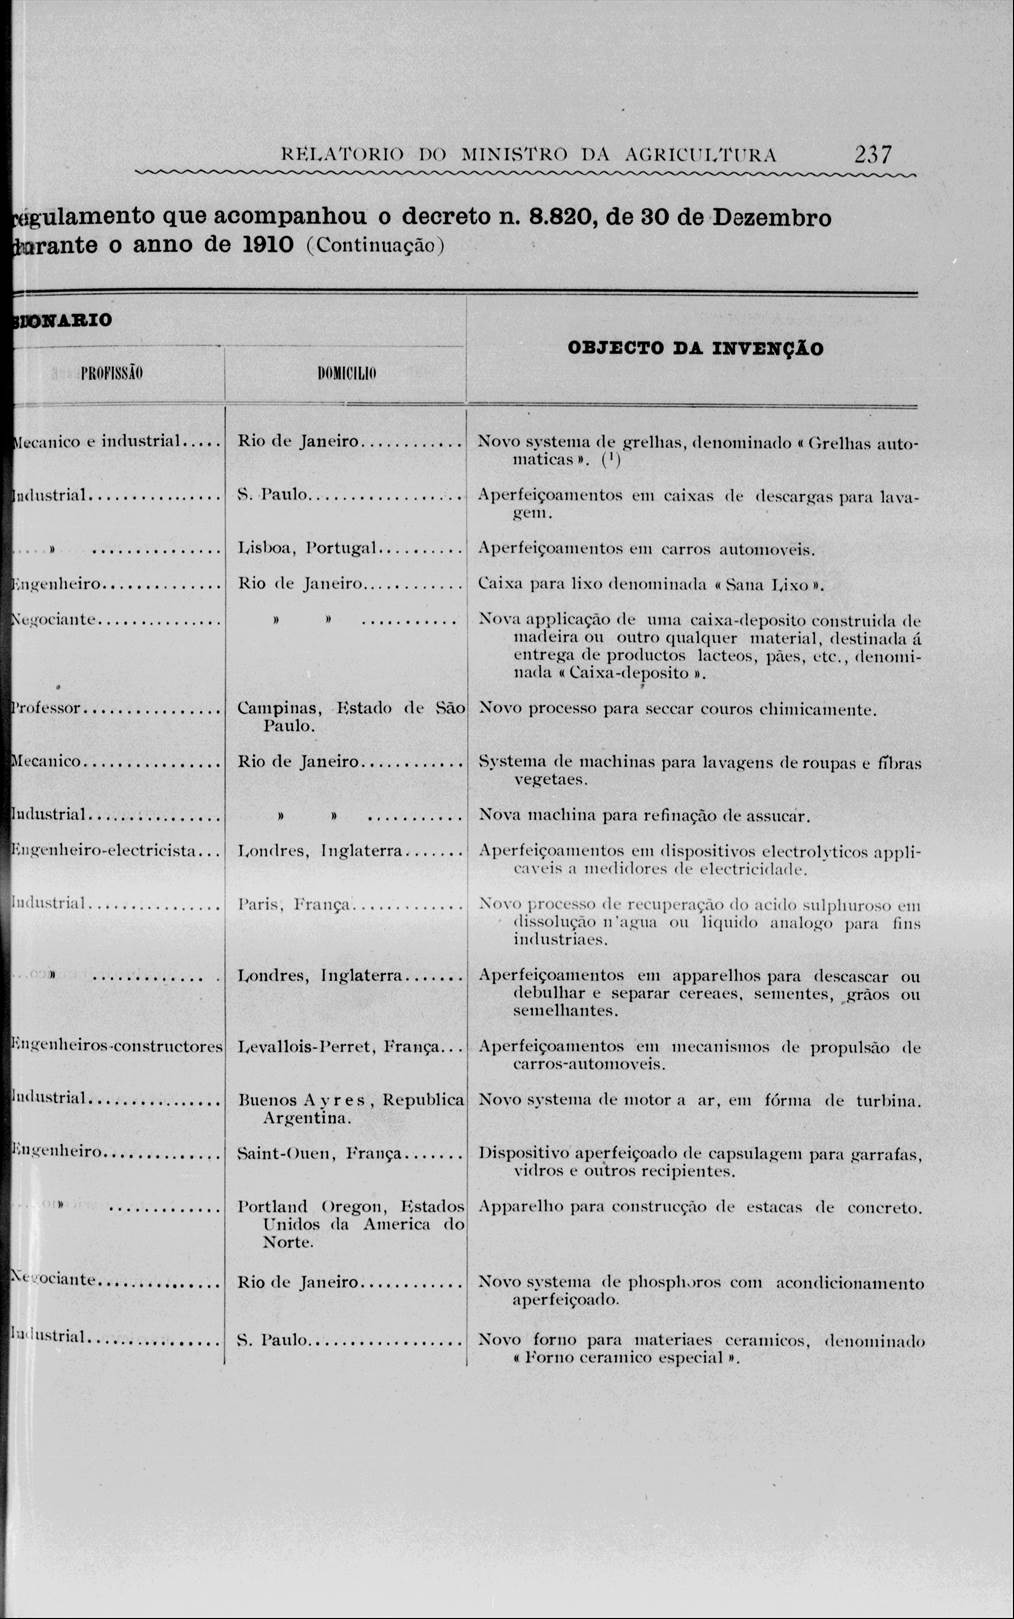 RELATORIO DO MINISTRO DA AGRICULTURA 237
regulamento que acompanhou o decreto n. 8.820, de 30 de Dezembro
durante o anno de 1910 (Continuação)
SIONARIO
OBJECTO DA INVENÇÃO
PROFISSÃO DOMICILIO
Mecanico e industrial..... Rio de Janeiro............ Novo systema de grelhas, denominado « Grelhas auto-
maticas ». (¹)
Industrial............... S. Paulo.................. Aperfeiçoamentos em caixas de descargas para lava-
gem.
» ............... Lisboa, Portugal.......... Aperfeiçoamentos em carros automoveis.
Engenheiro.............. Rio de Janeiro............ Caixa para lixo denominada « Sana Lixo ».
Negociante............... » » ........... Nova applicação de uma caixa-deposito construida de
madeira ou outro qualquer material, destinada á
entrega de productos lacteos, pães, etc., denomi-
nada « Caixa-deposito ».
Professor................ Campinas, Estado de São Novo processo para seccar couros chimicamente.
Paulo.
Mecanico................ Rio de Janeiro............ Systema de machinas para lavagens de roupas e fibras
vegetaes.
Industrial............... » » ........... Nova machina para refinação de assucar.
Engenheiro-electricista... Londres, Inglaterra....... Aperfeiçoamentos em dispositivos electrolyticos appli-
caveis a medidores de electricidade.
Industrial............... Paris, França............. Novo processo de recuperação do acido sulphuroso em
dissolução n'agua ou liquido analogo para fins
industriaes.
» ............. . Londres, Inglaterra....... Aperfeiçoamentos em apparelhos para descascar ou
debulhar e separar cereaes, sementes, grãos ou
semelhantes.
Engenheiros-constructores Levallois-Perret, França... Aperfeiçoamentos em mecanismos de propulsão de
carros-automoveis.
Industrial............... Buenos Ayres, Republica Novo systema de motor a ar, em fórma de turbina.
Argentina.
Engenheiro.............. Saint-Ouen, França....... Dispositivo aperfeiçoado de capsulagem para garrafas,
vidros e outros recipientes.
» ............. Portland Oregon, Estados Apparelho para construcção de estacas de concreto.
Unidos da America do
Norte.
Negociante............... Rio de Janeiro............ Novo systema de phosphoros com acondicionamento
aperfeiçoado.
Industrial................ S. Paulo.................. Novo forno para materiaes ceramicos, denominado
« Forno ceramico especial ».